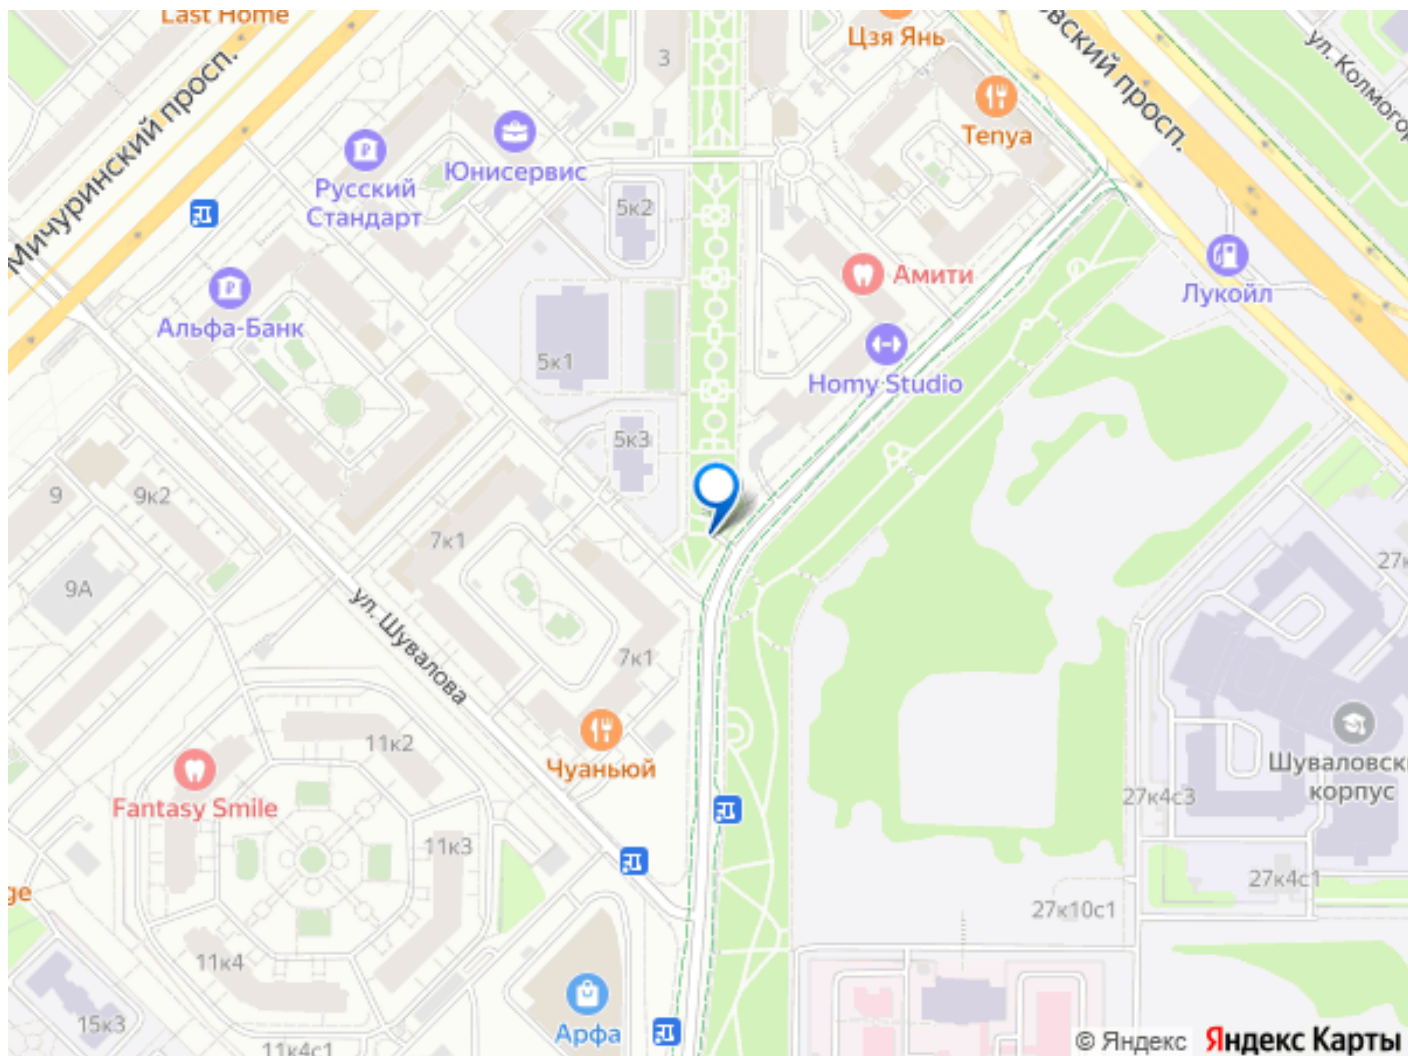 Last Home
Мичуринский просп.
Русский
Стандарт
Юнисервис
3
5к2
Цзя Янь
Tenya
вский просп.
ул. Колмогор
Амити
Лукойл
Альфа-Банк
5к1
Homy Studio
5к3
9
9к2
7к1
9А
ул. Шувалова
7к1
27к
11к2
Чуаньюй
Fantasy Smile
Шуваловски
корпус
27к4с3
11к3
27к4с1
ge
27к10с1
11к4
15к3
Арфа
11к4с1
© Яндекс Яндекс Карты